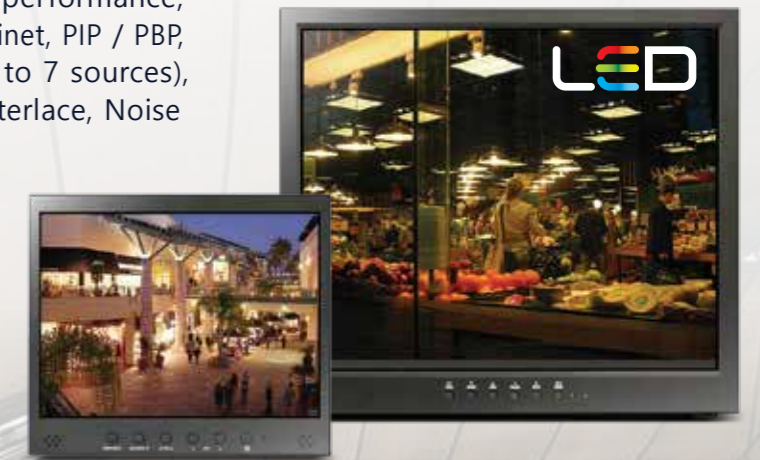 performance,
inet, PIP / PBP,
to 7 sources),
terlace, Noise
LED